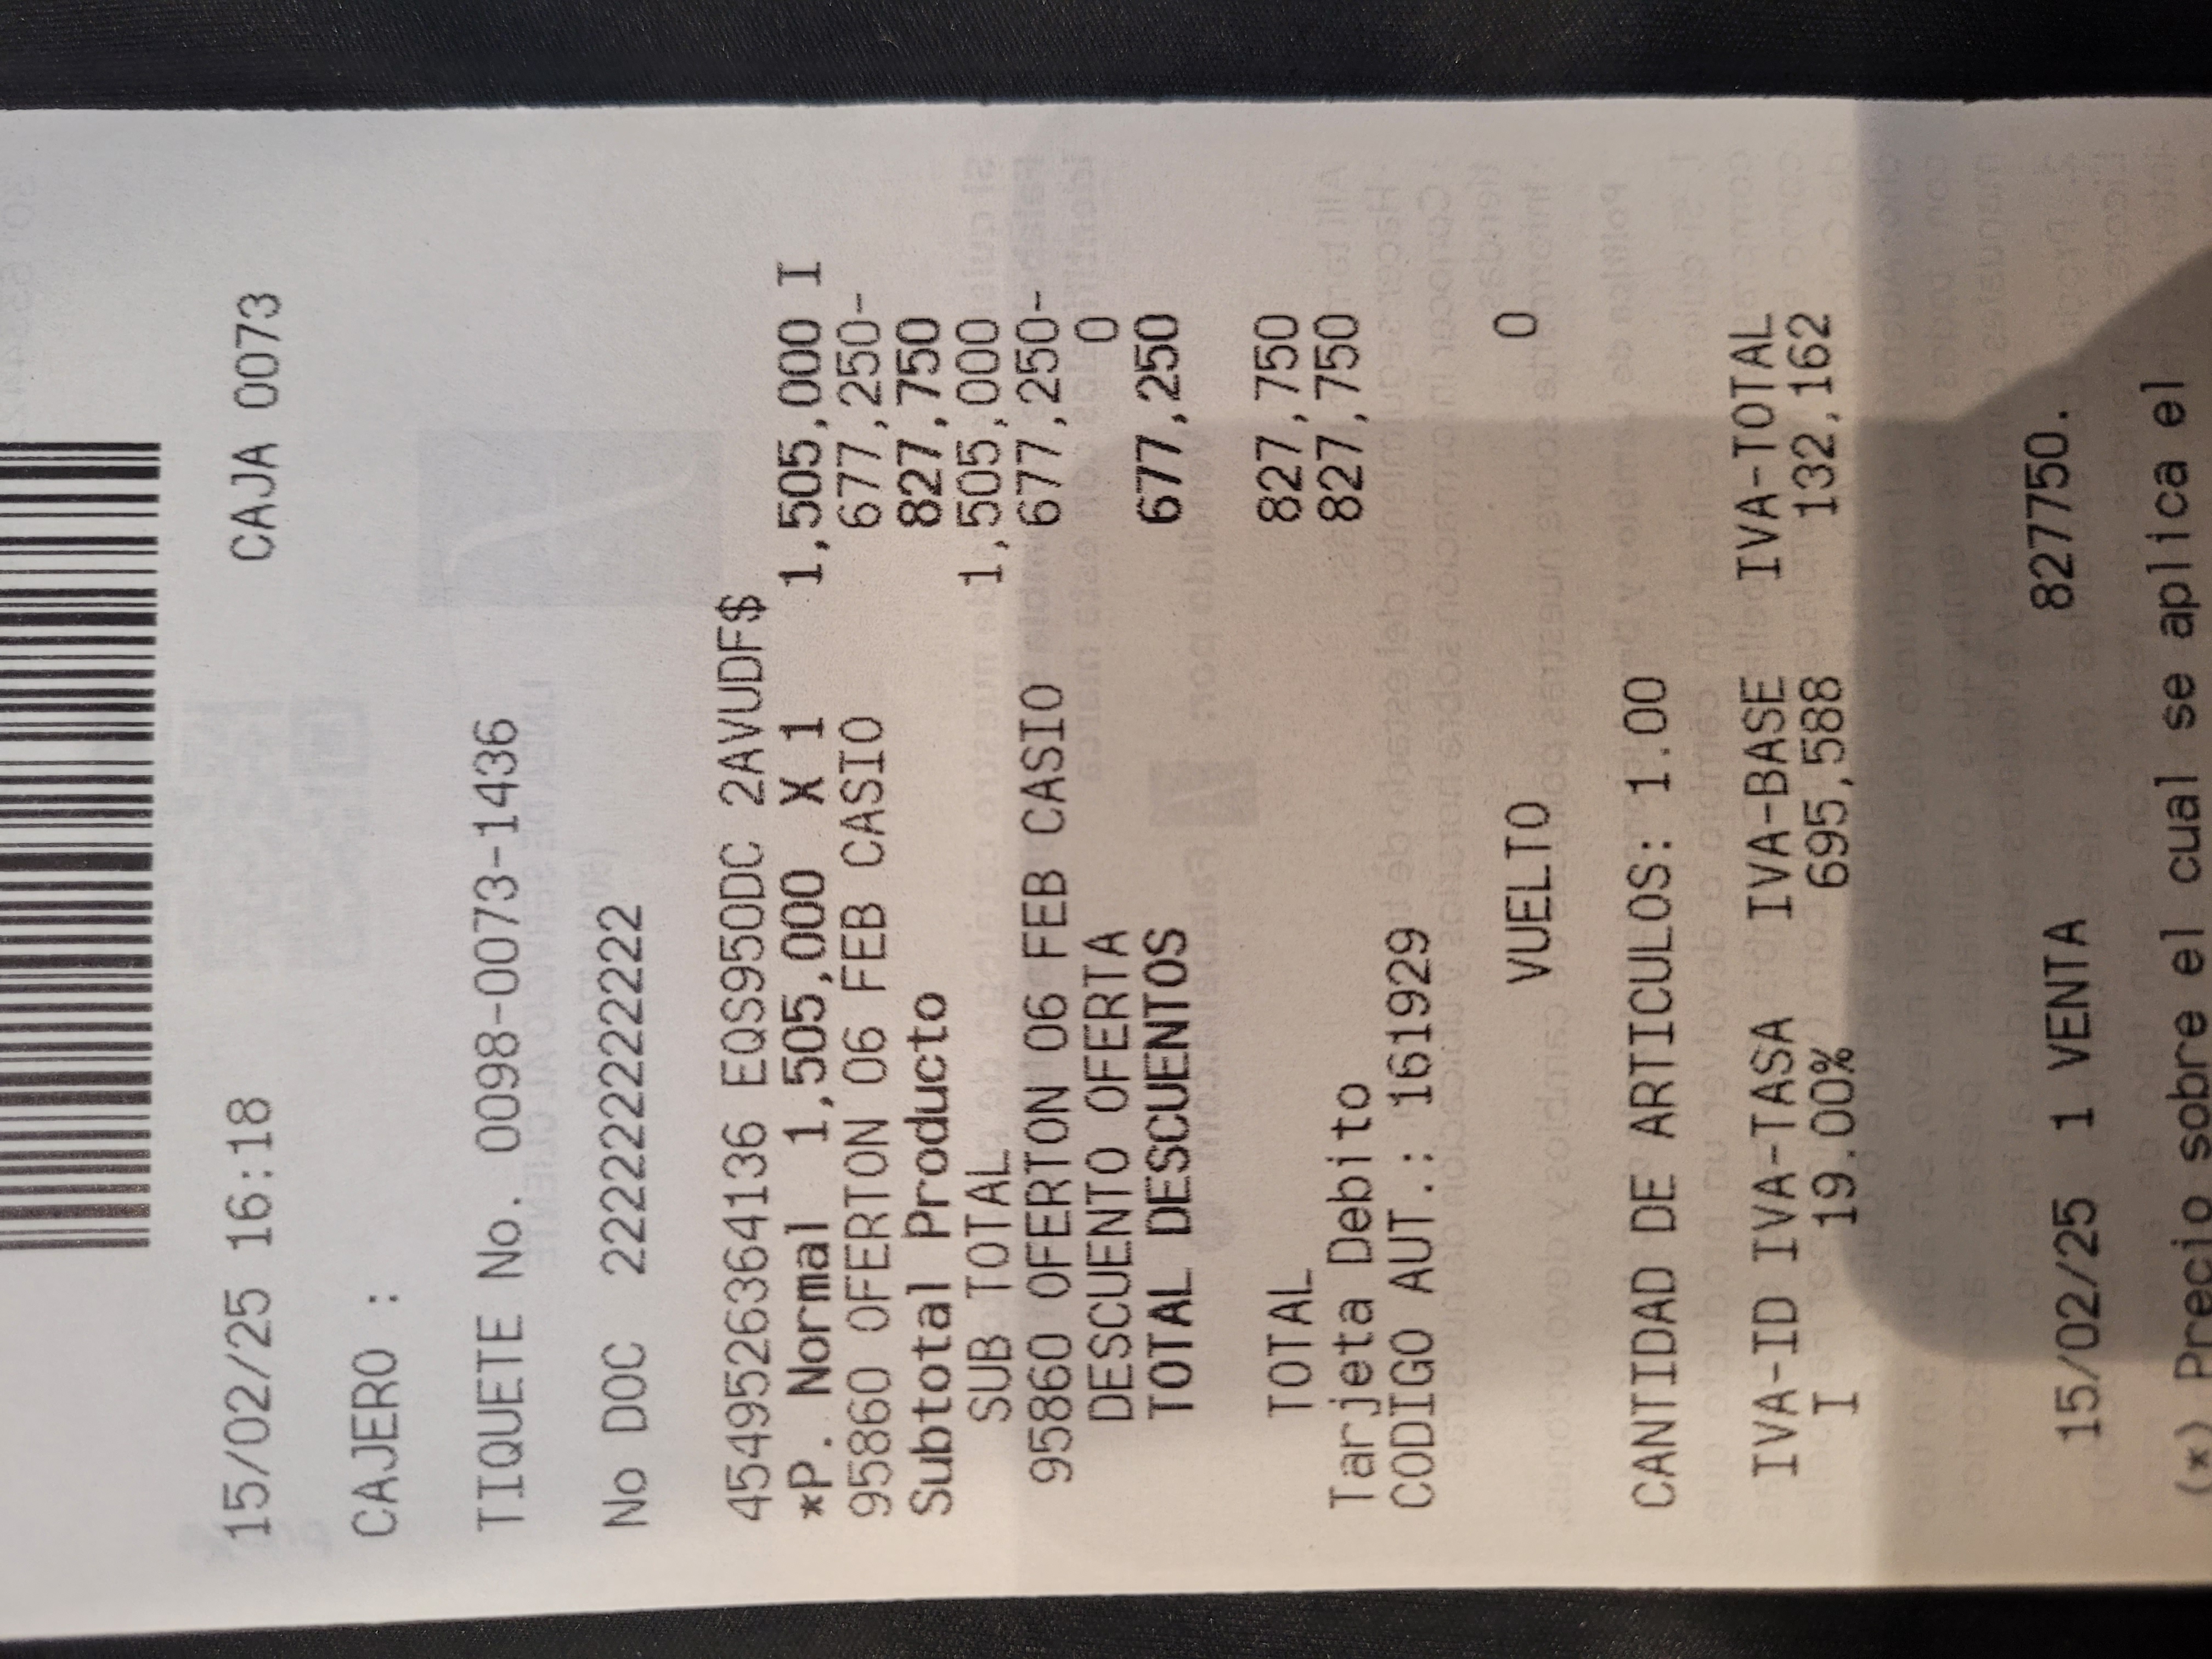 15/02/25 16:18 CAJA 0073
CAJERO :
TIQUETE No. 0098-0073-1436
No DOC 222222222222
4549526364136 EQS950DC 2AVUDF$
*P. Normal 1,505,000 X 1 1,505,000 I
95860 OFERTON 06 FEB CASIO 677,250-
Subtotal Producto 827,750
SUB TOTAL 1,505,000
95860 OFERTON 06 FEB CASIO 677,250-
DESCUENTO OFERTA 0
TOTAL DESCUENTOS 677,250
TOTAL 827,750
Tarjeta Debito 827,750
CODIGO AUT.: 161929
VUELTO 0
CANTIDAD DE ARTICULOS: 1.00
IVA-ID IVA-TASA IVA-BASE IVA-TOTAL
I 19.00% 695,588 132,162
15/02/25 1 VENTA 827750.
(*) Precio sobre el cual se aplica el